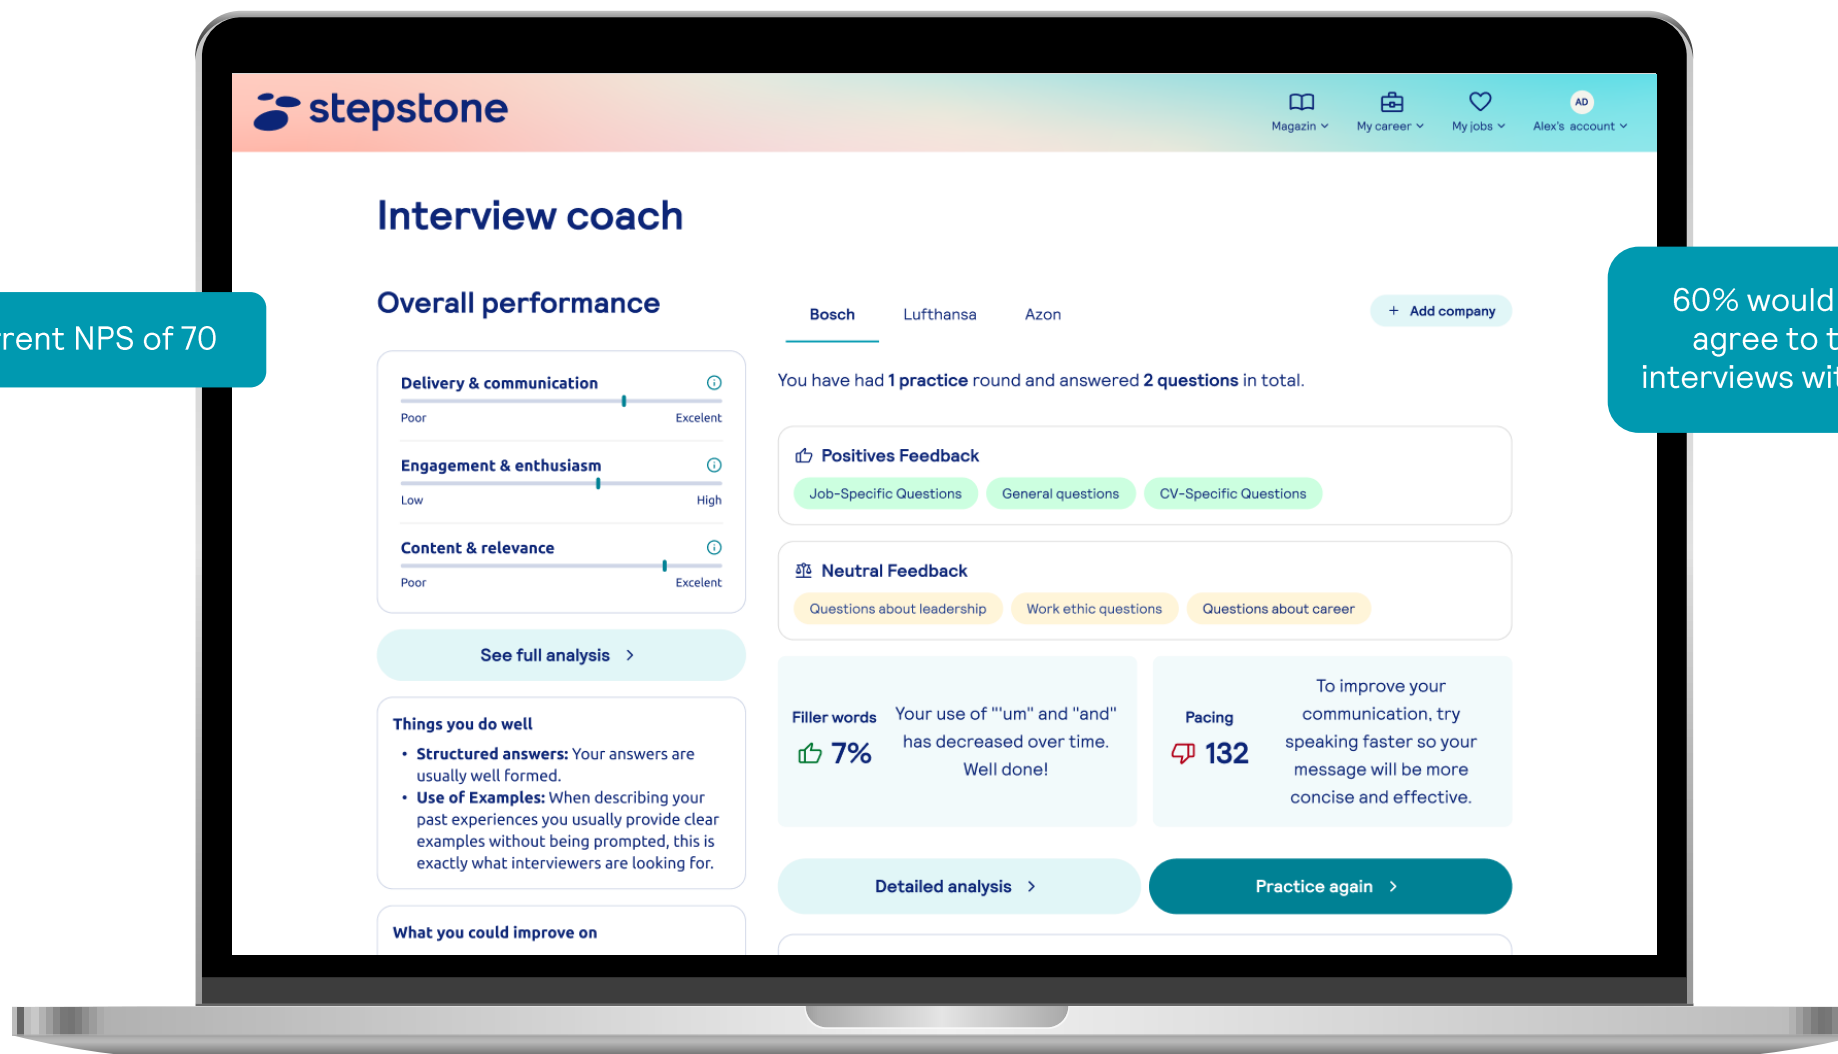 stepstone
Magazin
My career
My jobs
AD
Alex's account
Interview coach
Overall performance
Delivery & communication
Poor
Excelent
Engagement & enthusiasm
Low
High
Content & relevance
Poor
Excelent
See full analysis
Things you do well
• Structured answers: Your answers are
usually well formed.
• Use of Examples: When describing your
past experiences you usually provide clear
examples without being prompted, this is
exactly what interviewers are looking for.
What you could improve on
Bosch
Lufthansa
Azon
+ Add company
You have had 1 practice round and answered 2 questions in total.
Positives Feedback
Job-Specific Questions
General questions
CV-Specific Questions
Neutral Feedback
Questions about leadership
Work ethic questions
Questions about career
Filler words
7%
Your use of "'um" and "and"
has decreased over time.
Well done!
Pacing
132
To improve your
communication, try
speaking faster so your
message will be more
concise and effective.
Detailed analysis
Practice again
NPS of 70
60% would
agree to
interviews